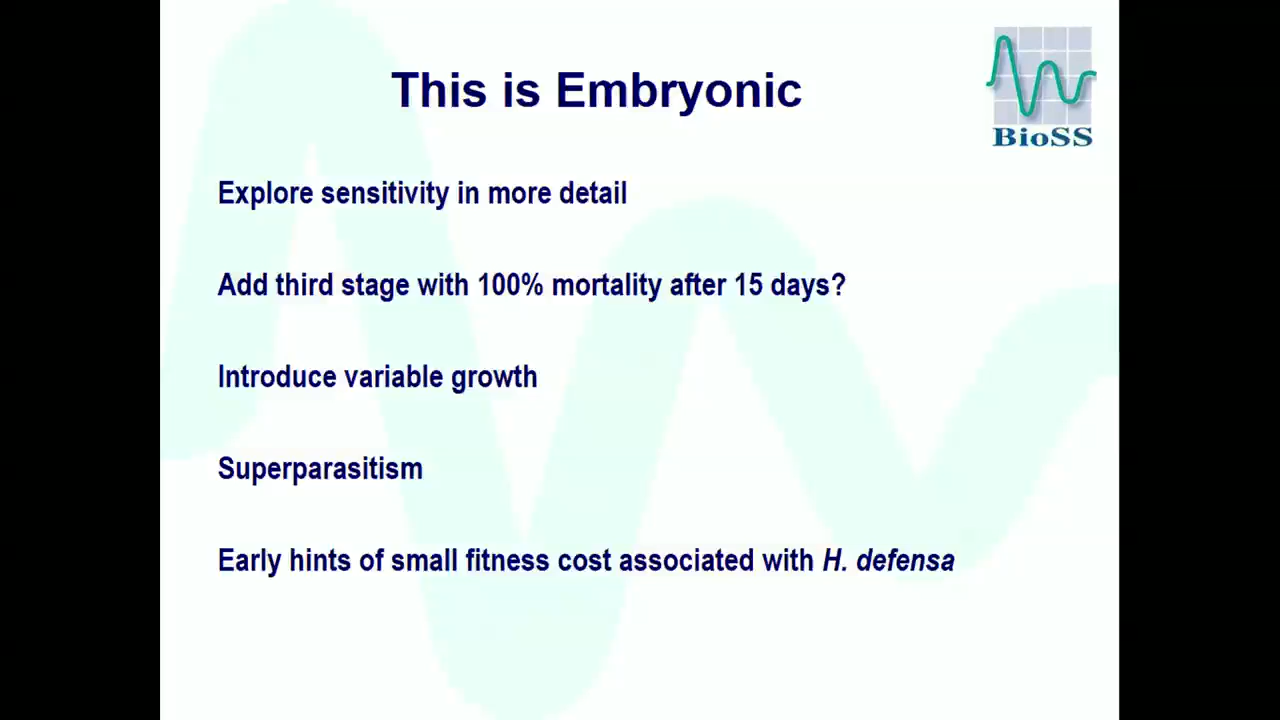 This is Embryonic
BioSS
Explore sensitivity in more detail
Add third stage with 100% mortality after 15 days?
Introduce variable growth
Superparasitism
Early hints of small fitness cost associated with H. defensa